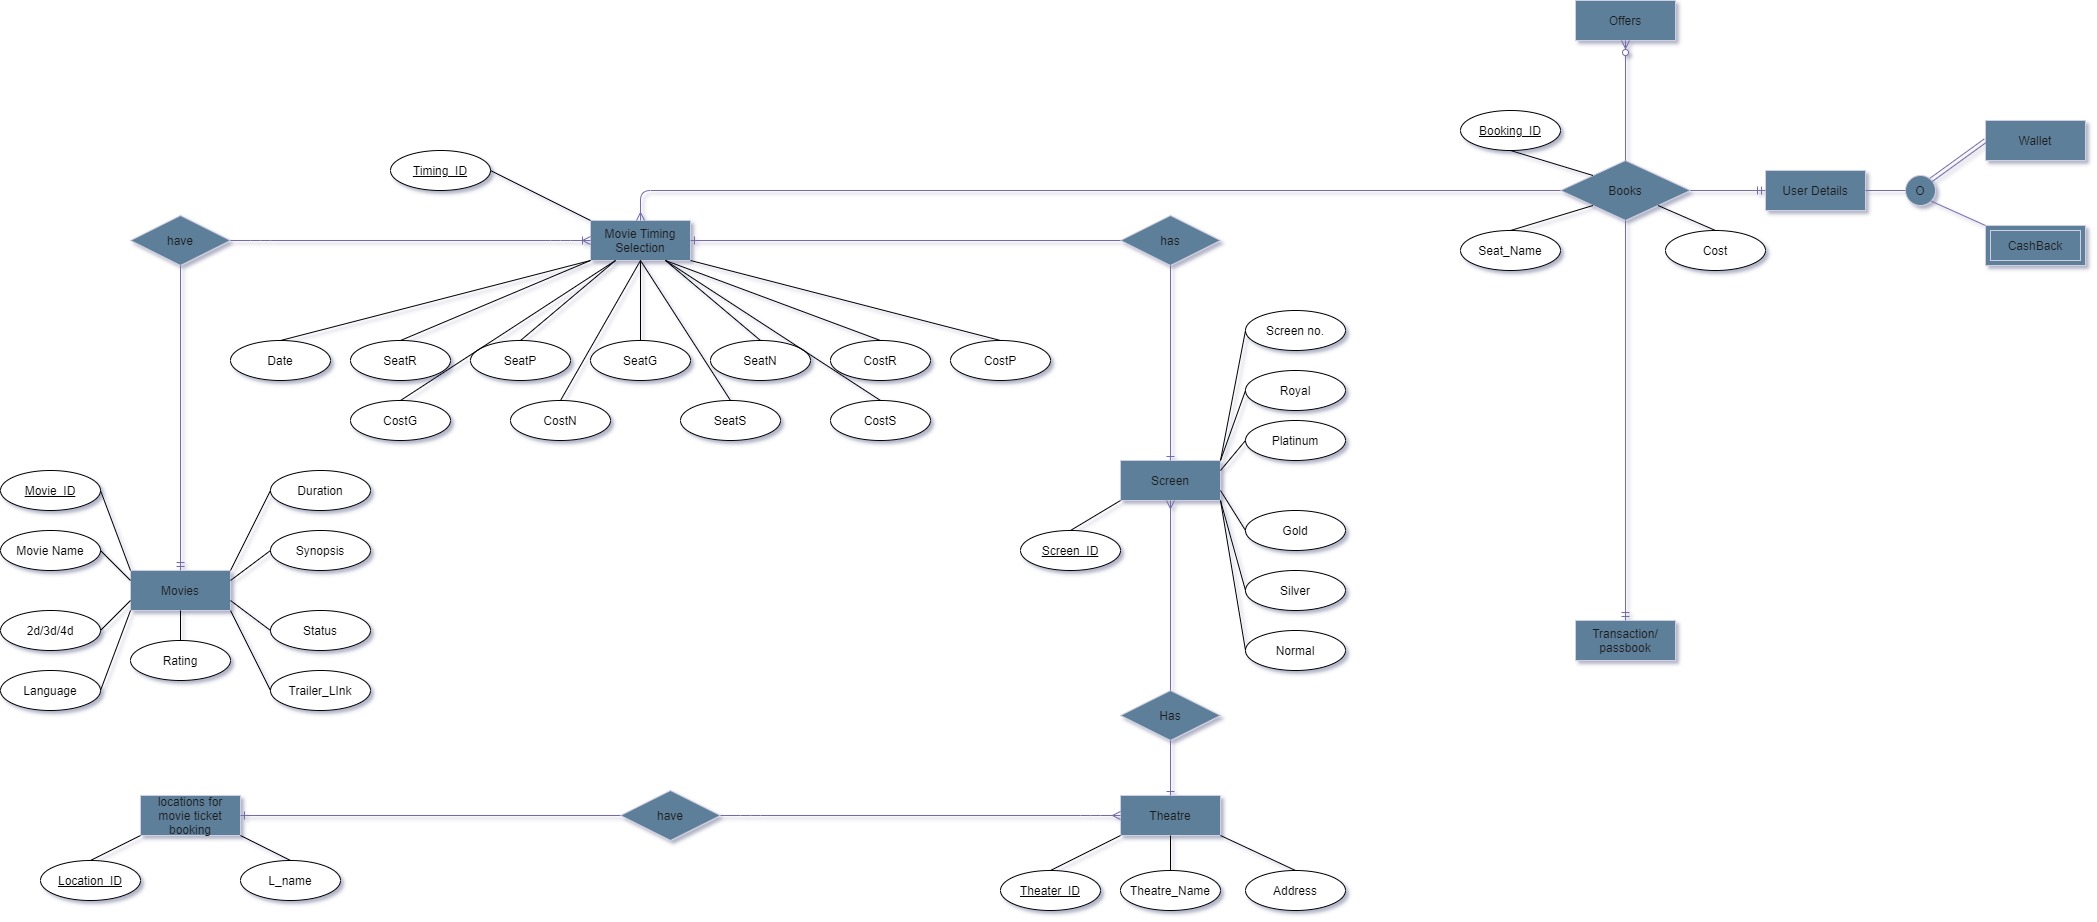 Offers
Booking_ID
Wallet
Timing_ID
Books
User Details
O
have
Movie Timing
Selection
has
Seat_Name
Cost
CashBack
Screen no.
Date
SeatR
SeatP
SeatG
SeatN
CostR
CostP
Royal
CostG
CostN
SeatS
CostS
Platinum
Screen
Movie_ID
Duration
Gold
Movie Name
Synopsis
Screen_ID
Movies
Silver
2d/3d/4d
Status
Transaction/
passbook
Rating
Normal
Language
Trailer_LInk
Has
locations for
movie ticket
booking
have
Theatre
Location_ID
L_name
Theater_ID
Theatre_Name
Address